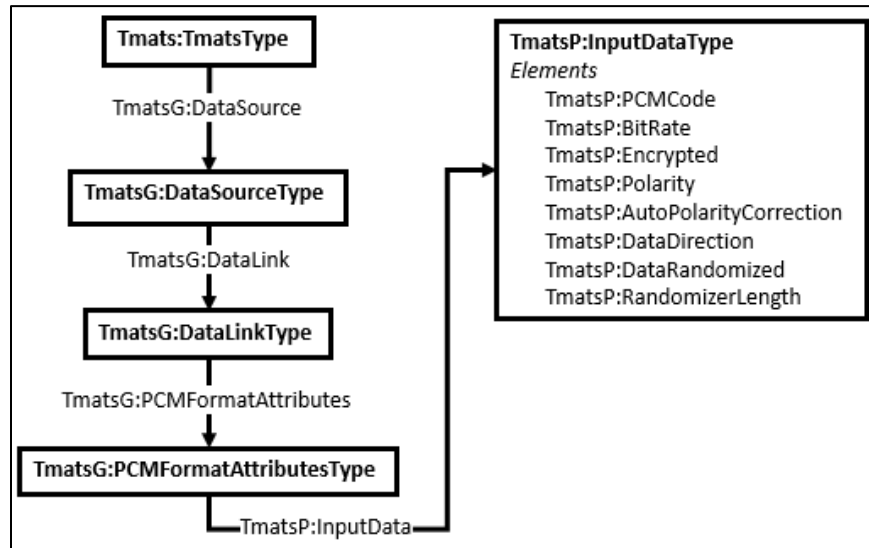 Tmats:TmatsType
TmatsG:DataSource
TmatsG:DataSourceType
TmatsG:DataLink
TmatsG:DataLinkType
TmatsG:PCMFormatAttributes
TmatsG:PCMFormatAttributesType
TmatsP:InputData
TmatsP:InputDataType
Elements
TmatsP:PCMCode
TmatsP:BitRate
TmatsP:Encrypted
TmatsP:Polarity
TmatsP:AutoPolarityCorrection
TmatsP:DataDirection
TmatsP:DataRandomized
TmatsP:RandomizerLength